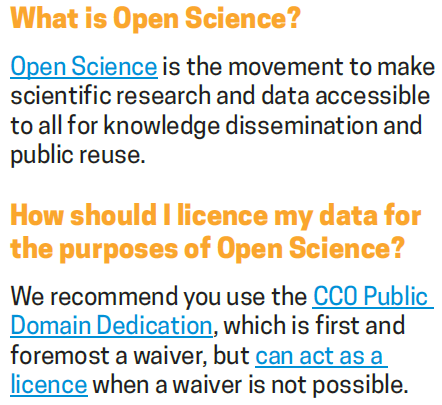 What is Open Science?
Open Science is the movement to make
scientific research and data accessible
to all for knowledge dissemination and
public reuse.
How should I licence my data for
the purposes of Open Science?
We recommend you use the CC0 Public
Domain Dedication, which is first and
foremost a waiver, but can act as a
licence when a waiver is not possible.